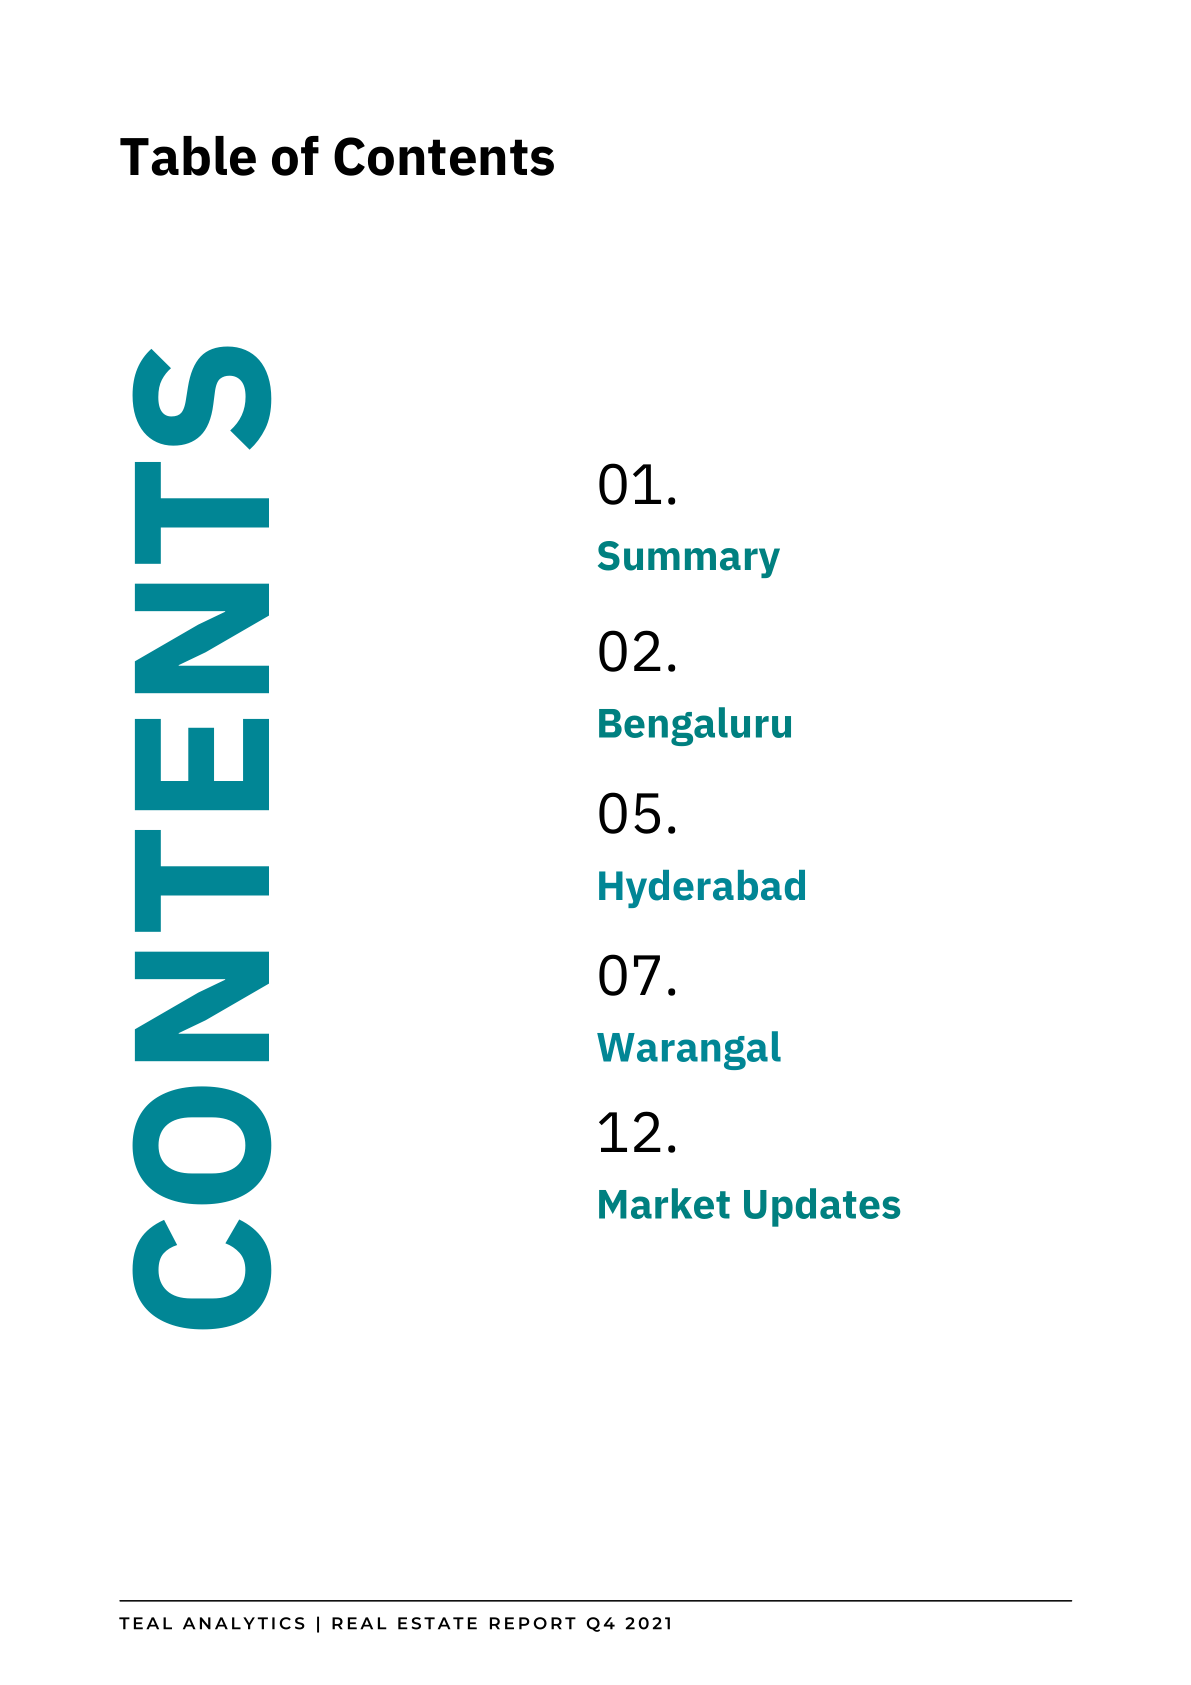 Table of Contents
CONTENTS
01.
Summary
02.
Bengaluru
05.
Hyderabad
07.
Warangal
12.
Market Updates
TEAL ANALYTICS | REAL ESTATE REPORT Q4 2021